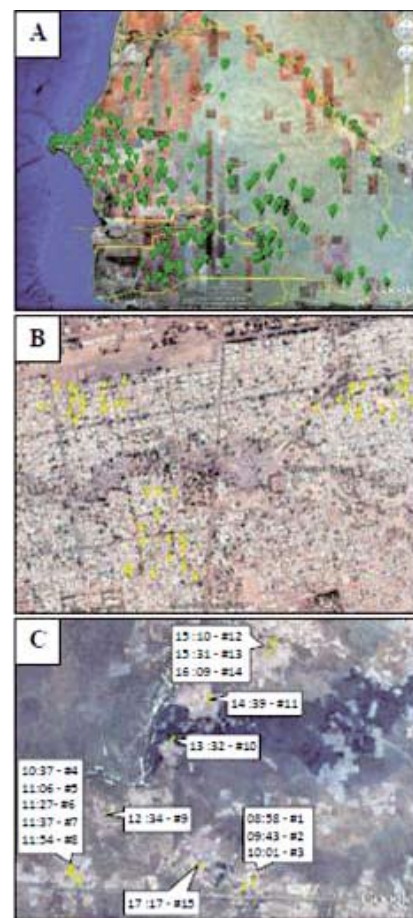 A
B
C
15 :10 - #12
15 :31 - #13
16 :09 - #14
14 :39 - #11
13 :32 - #10
10:37 - #4
11:06 - #5
11:27 - #6
11:37 - #7
11:54 - #8
12 :34 - #9
08:58 - #1
09:43 - #2
10:01 - #3
17 :17 - #15